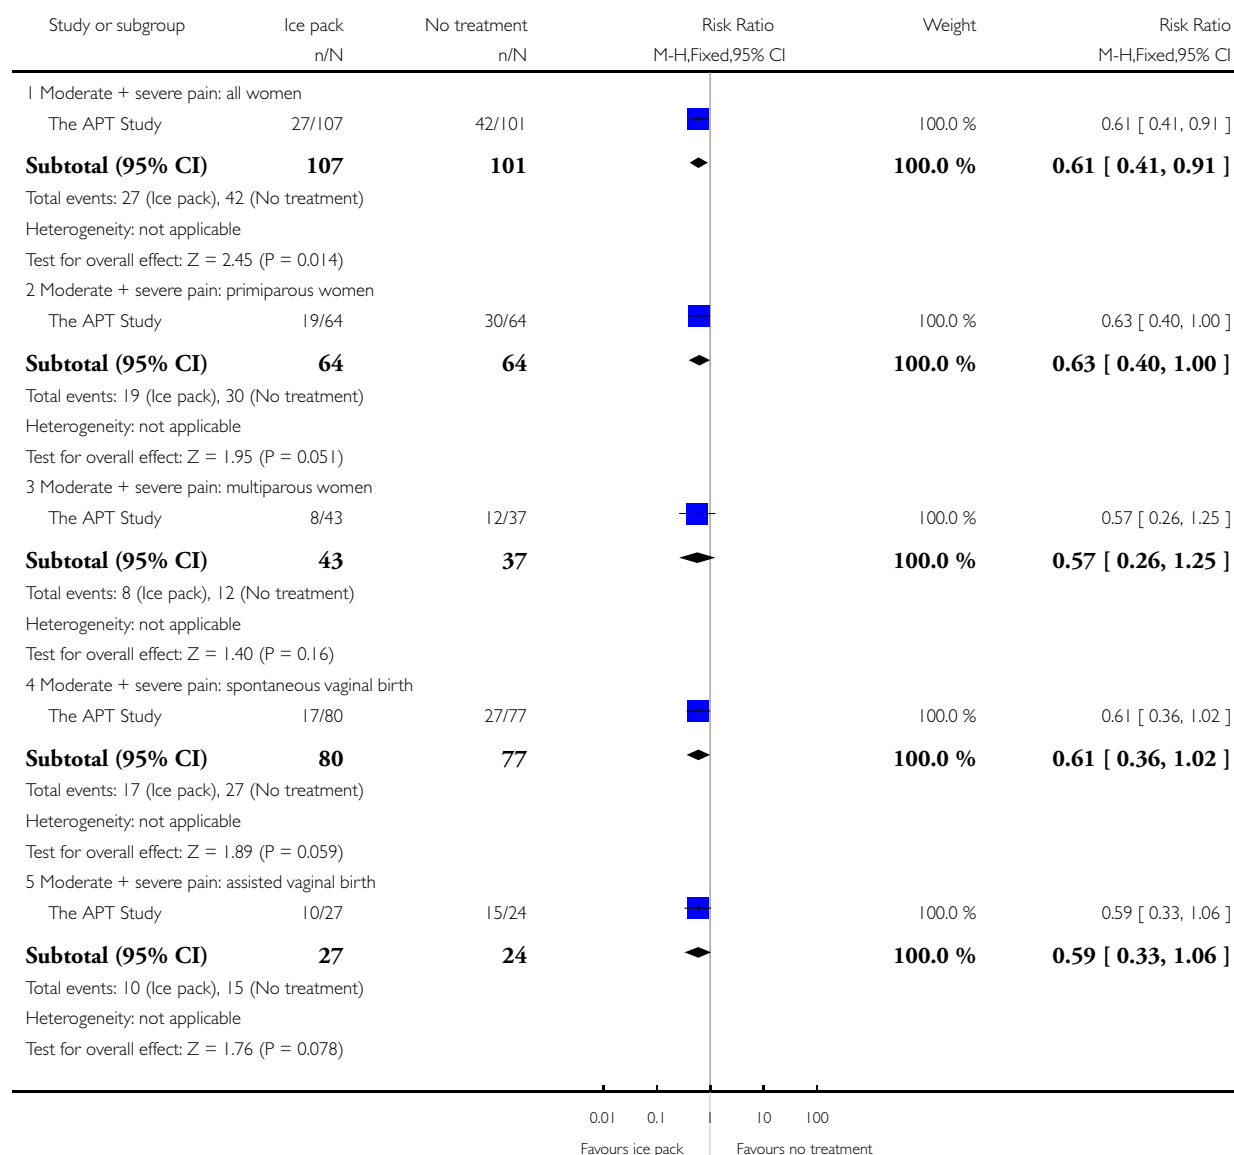 Study or subgroup Ice pack No treatment Risk Ratio Weight Risk Ratio
n/N n/N M-H,Fixed,95% CI M-H,Fixed,95% CI
1 Moderate + severe pain: all women
The APT Study 27/107 42/101 100.0 % 0.61 [ 0.41, 0.91 ]
Subtotal (95% CI) 107 101 100.0 % 0.61 [ 0.41, 0.91 ]
Total events: 27 (Ice pack), 42 (No treatment)
Heterogeneity: not applicable
Test for overall effect: Z = 2.45 (P = 0.014)
2 Moderate + severe pain: primiparous women
The APT Study 19/64 30/64 100.0 % 0.63 [ 0.40, 1.00 ]
Subtotal (95% CI) 64 64 100.0 % 0.63 [ 0.40, 1.00 ]
Total events: 19 (Ice pack), 30 (No treatment)
Heterogeneity: not applicable
Test for overall effect: Z = 1.95 (P = 0.051)
3 Moderate + severe pain: multiparous women
The APT Study 8/43 12/37 100.0 % 0.57 [ 0.26, 1.25 ]
Subtotal (95% CI) 43 37 100.0 % 0.57 [ 0.26, 1.25 ]
Total events: 8 (Ice pack), 12 (No treatment)
Heterogeneity: not applicable
Test for overall effect: Z = 1.40 (P = 0.16)
4 Moderate + severe pain: spontaneous vaginal birth
The APT Study 17/80 27/77 100.0 % 0.61 [ 0.36, 1.02 ]
Subtotal (95% CI) 80 77 100.0 % 0.61 [ 0.36, 1.02 ]
Total events: 17 (Ice pack), 27 (No treatment)
Heterogeneity: not applicable
Test for overall effect: Z = 1.89 (P = 0.059)
5 Moderate + severe pain: assisted vaginal birth
The APT Study 10/27 15/24 100.0 % 0.59 [ 0.33, 1.06 ]
Subtotal (95% CI) 27 24 100.0 % 0.59 [ 0.33, 1.06 ]
Total events: 10 (Ice pack), 15 (No treatment)
Heterogeneity: not applicable
Test for overall effect: Z = 1.76 (P = 0.078)
0.01 0.1 1 10 100
Favours ice pack Favours no treatment